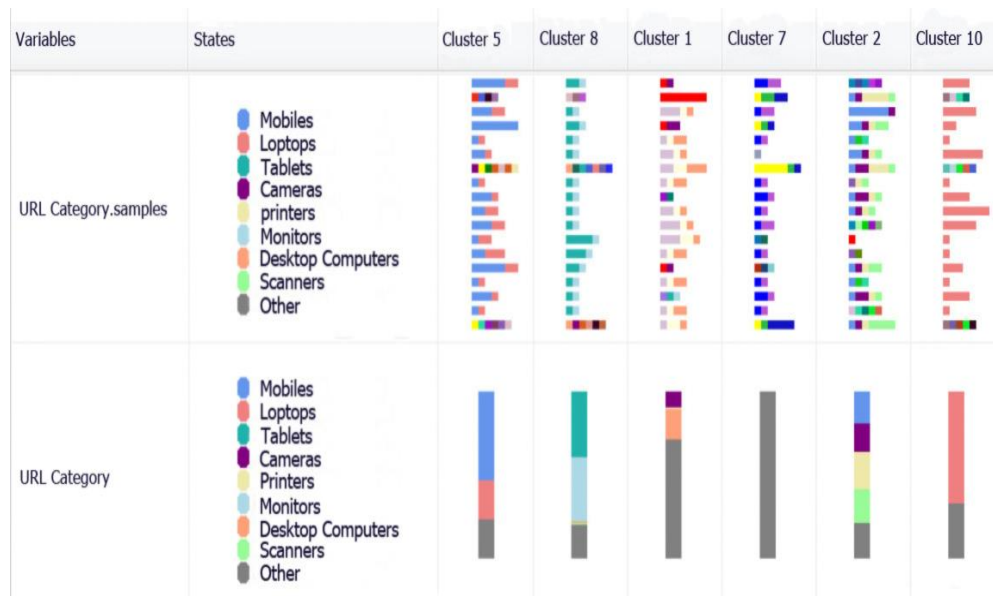 Variables States Cluster 5 Cluster 8 Cluster 1 Cluster 7 Cluster 2 Cluster 10
URL Category.samples
Mobiles
Loptops
Tablets
Cameras
printers
Monitors
Desktop Computers
Scanners
Other
URL Category
Mobiles
Loptops
Tablets
Cameras
Printers
Monitors
Desktop Computers
Scanners
Other